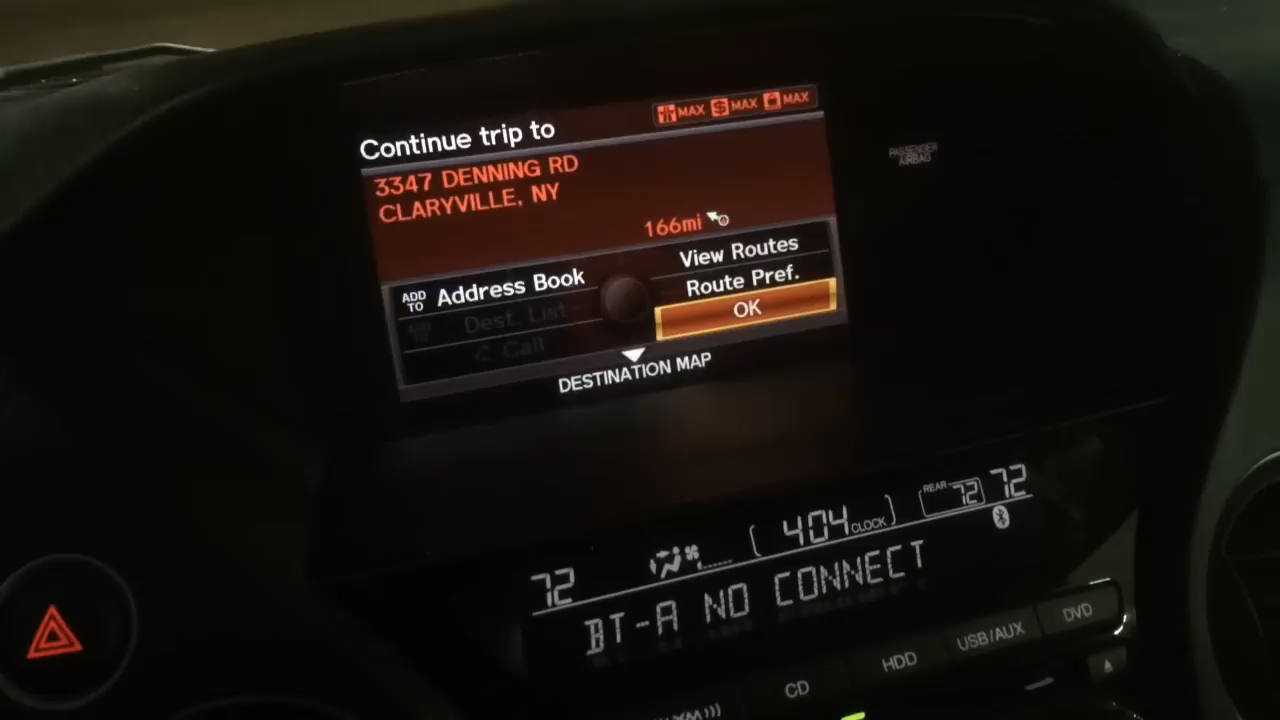 MAX $ MAX MAX
Continue trip to
3347 DENNING RD
CLARYVILLE, NY
166mi
View Routes
ADD TO Address Book
Route Pref.
Dest. List
OK
Call
DESTINATION MAP
PASSENGER
AIRBAG
REAR 72 72
404 CLOCK
72
BT-A NO CONNECT
DVD
USB/AUX
HDD
CD
XM